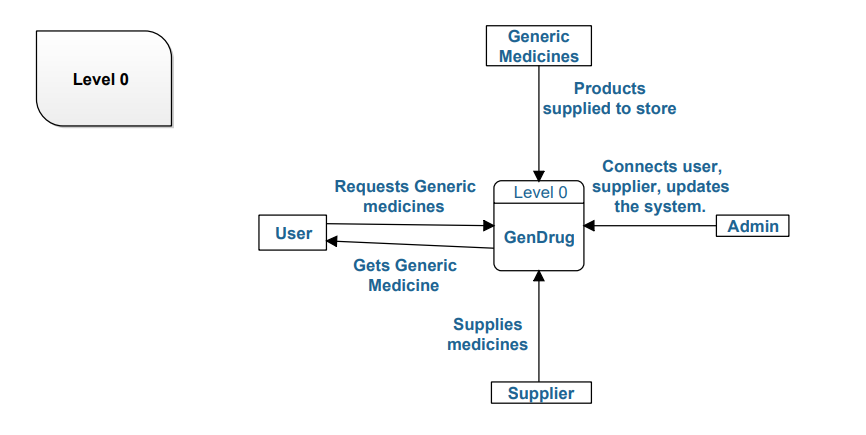 Level 0
Generic
Medicines
Products
supplied to store
Connects user,
supplier, updates
the system.
Requests Generic
medicines
Level 0
GenDrug
User
Admin
Gets Generic
Medicine
Supplies
medicines
Supplier